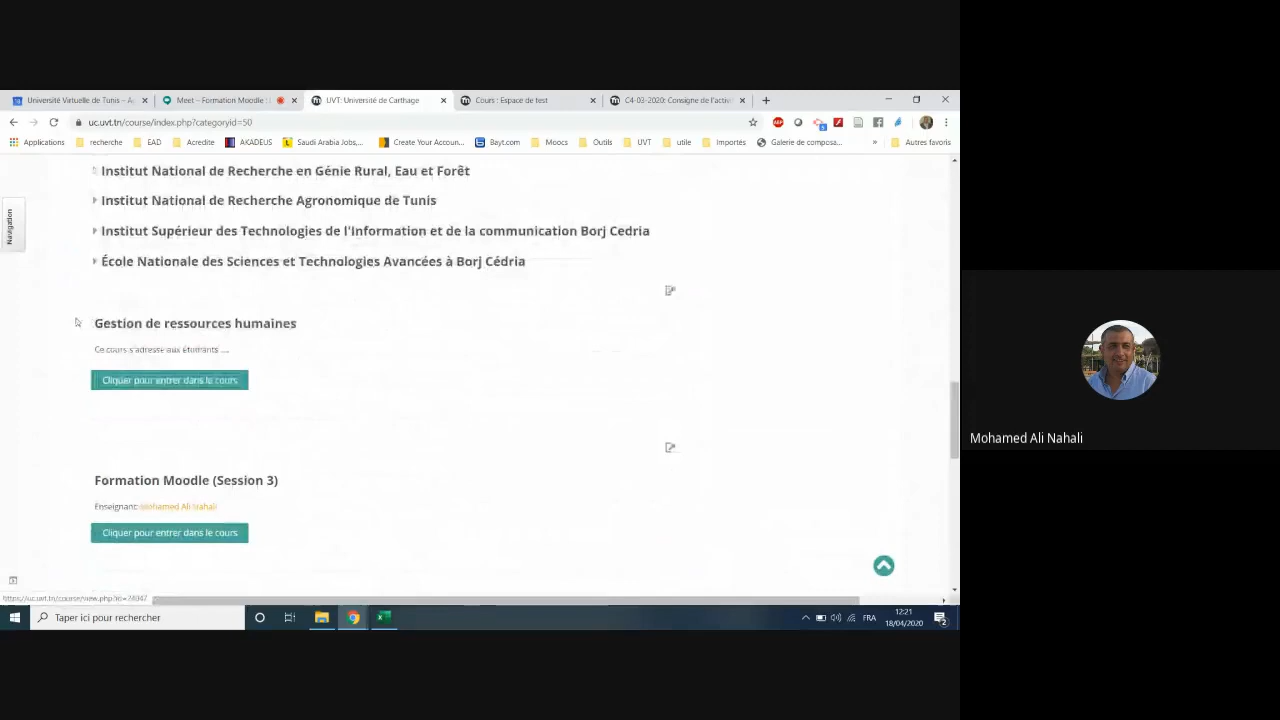 Université Virtuelle de Tunis – A
Meet – Formation Moodle
UVT: Université de Carthage
Cours : Espace de test
C4-03-2020: Consigne de l'activ
uc.uvt.tn/course/index.php?categoryid=50
Applications
recherche
EAD
Acredite
AKADEUS
Saudi Arabia Jobs,...
Create Your Accoun...
Bayt.com
Moocs
Outils
UVT
utile
Importés
Galerie de composa...
»
Autres favoris
Navigation
Institut National de Recherche en Génie Rural, Eau et Forêt
Institut National de Recherche Agronomique de Tunis
Institut Supérieur des Technologies de l'Information et de la communication Borj Cedria
École Nationale des Sciences et Technologies Avancées à Borj Cédria
Gestion de ressources humaines
Ce cours s'adresse aux étudiants ....
Cliquer pour entrer dans le cours
Formation Moodle (Session 3)
Enseignant: Mohamed Ali Nahali
Cliquer pour entrer dans le cours
Mohamed Ali Nahali
Taper ici pour rechercher
FRA
12:21
18/04/2020
2